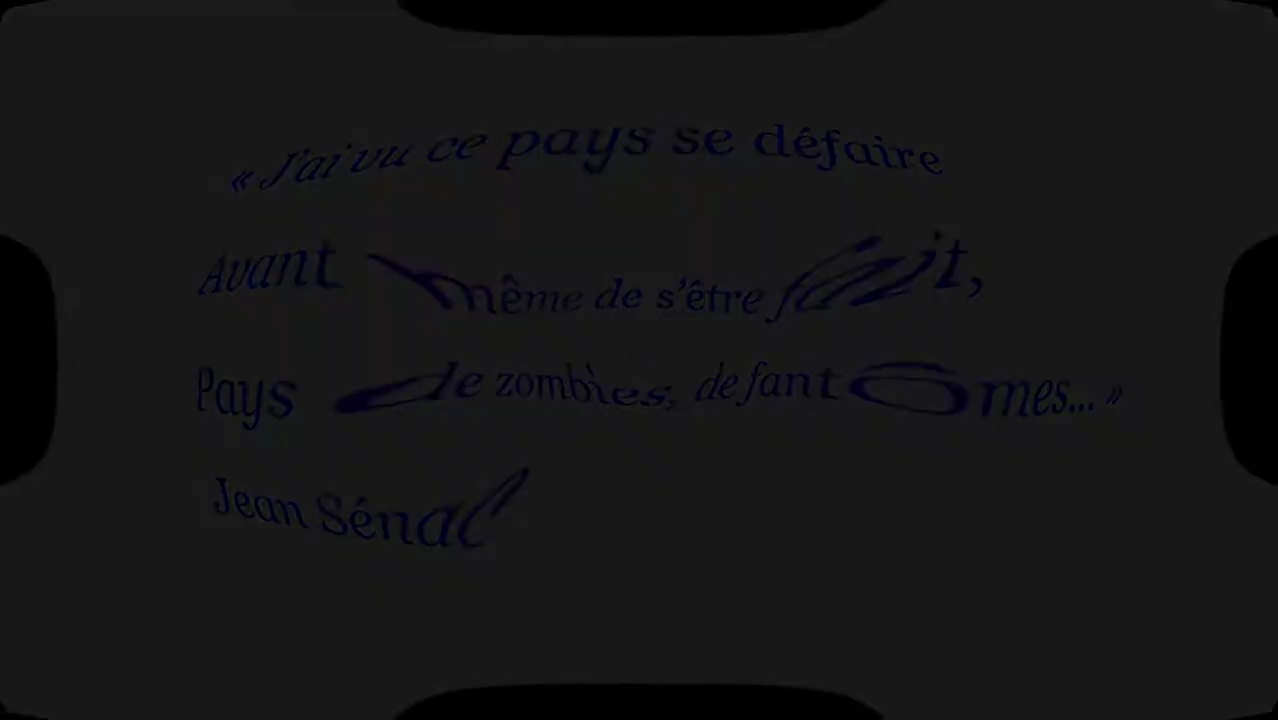 « J'ai vu ce pays se défaire
Avant même de s'être fait,
Pays de zombies, de fantômes... »
Jean Sénac